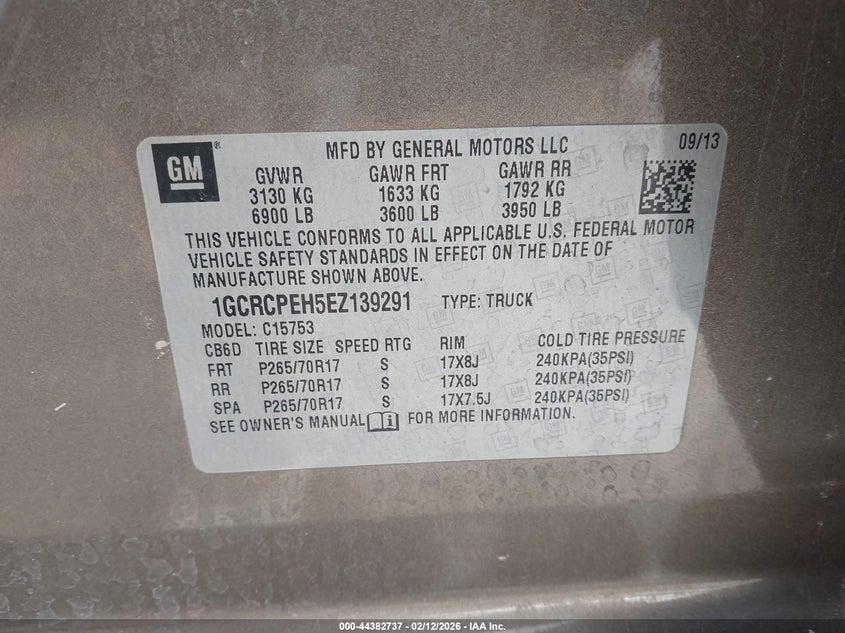 GM ®
MFD BY GENERAL MOTORS LLC
09/13
GVWR GAWR FRT GAWR RR
3130 KG 1633 KG 1792 KG
6900 LB 3600 LB 3950 LB
THIS VEHICLE CONFORMS TO ALL APPLICABLE U.S. FEDERAL MOTOR
VEHICLE SAFETY STANDARDS IN EFFECT ON THE DATE OF
MANUFACTURE SHOWN ABOVE.
1GCRCPEH5EZ139291 TYPE: TRUCK
MODEL: C15753
CB6D TIRE SIZE SPEED RTG RIM COLD TIRE PRESSURE
FRT P265/70R17 S 17X8J 240KPA(35PSI)
RR P265/70R17 S 17X8J 240KPA(35PSI)
SPA P265/70R17 S 17X7.5J 240KPA(35PSI)
SEE OWNER'S MANUAL i FOR MORE INFORMATION.
000-44382737 - 02/12/2026 - IAA Inc.